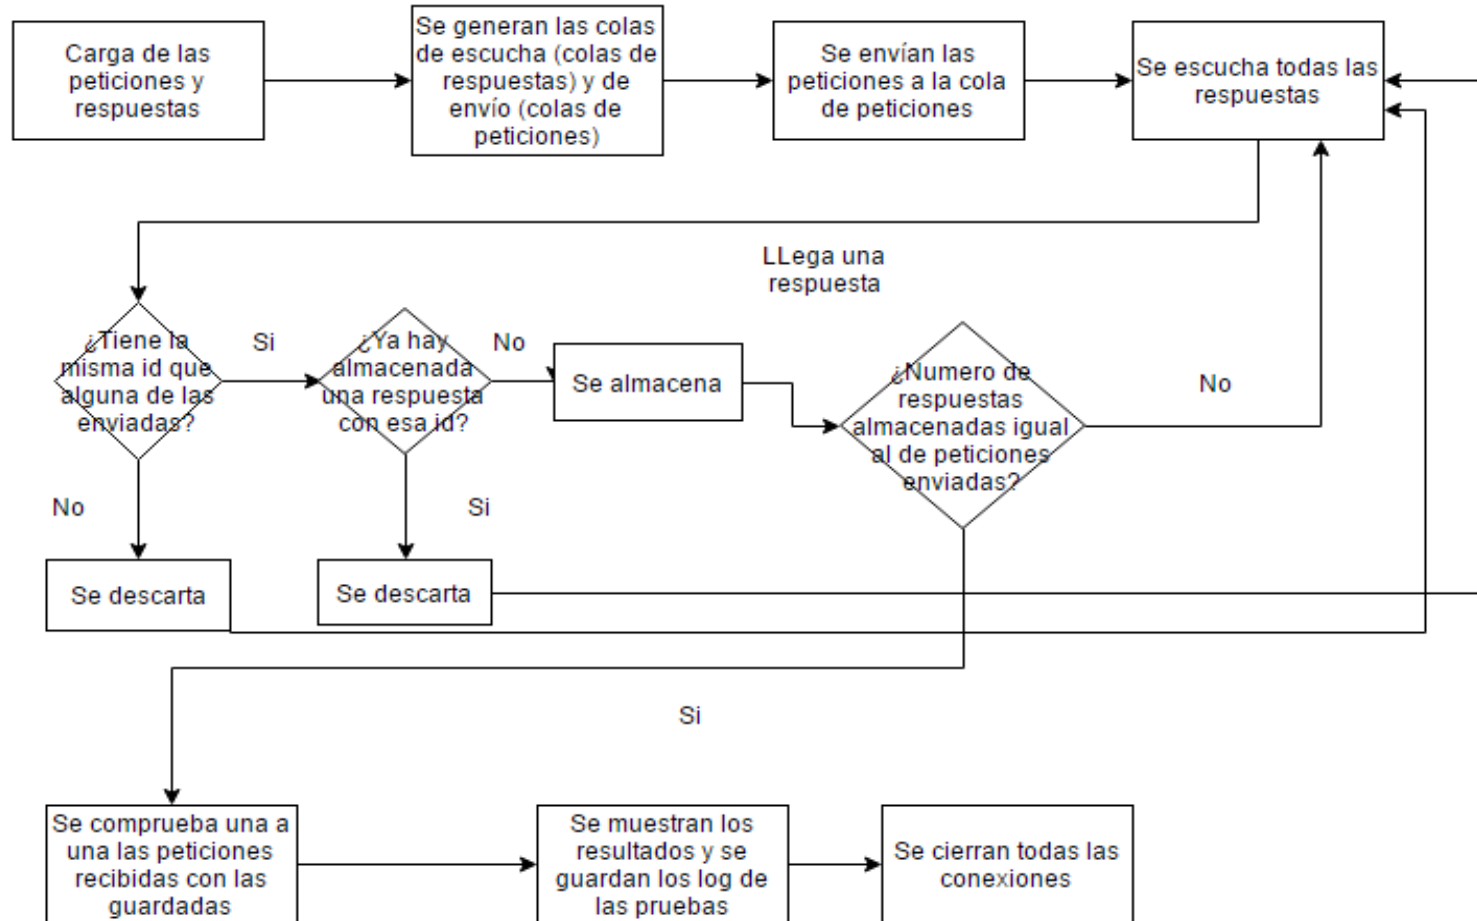 Carga de las
peticiones y
respuestas
Se generan las colas
de escucha (colas de
respuestas) y de
envío (colas de
peticiones)
Se envían las
peticiones a la cola
de peticiones
Se escucha todas las
respuestas
LLega una
respuesta
¿Tiene la
misma id que
alguna de las
enviadas?
Si
¿Ya hay
almacenada
una respuesta
con esa id?
No
Se almacena
¿Numero de
respuestas
almacenadas igual
al de peticiones
enviadas?
No
No
Si
Se descarta
Se descarta
Si
Se comprueba una a
una las peticiones
recibidas con las
guardadas
Se muestran los
resultados y se
guardan los log de
las pruebas
Se cierran todas las
conexiones